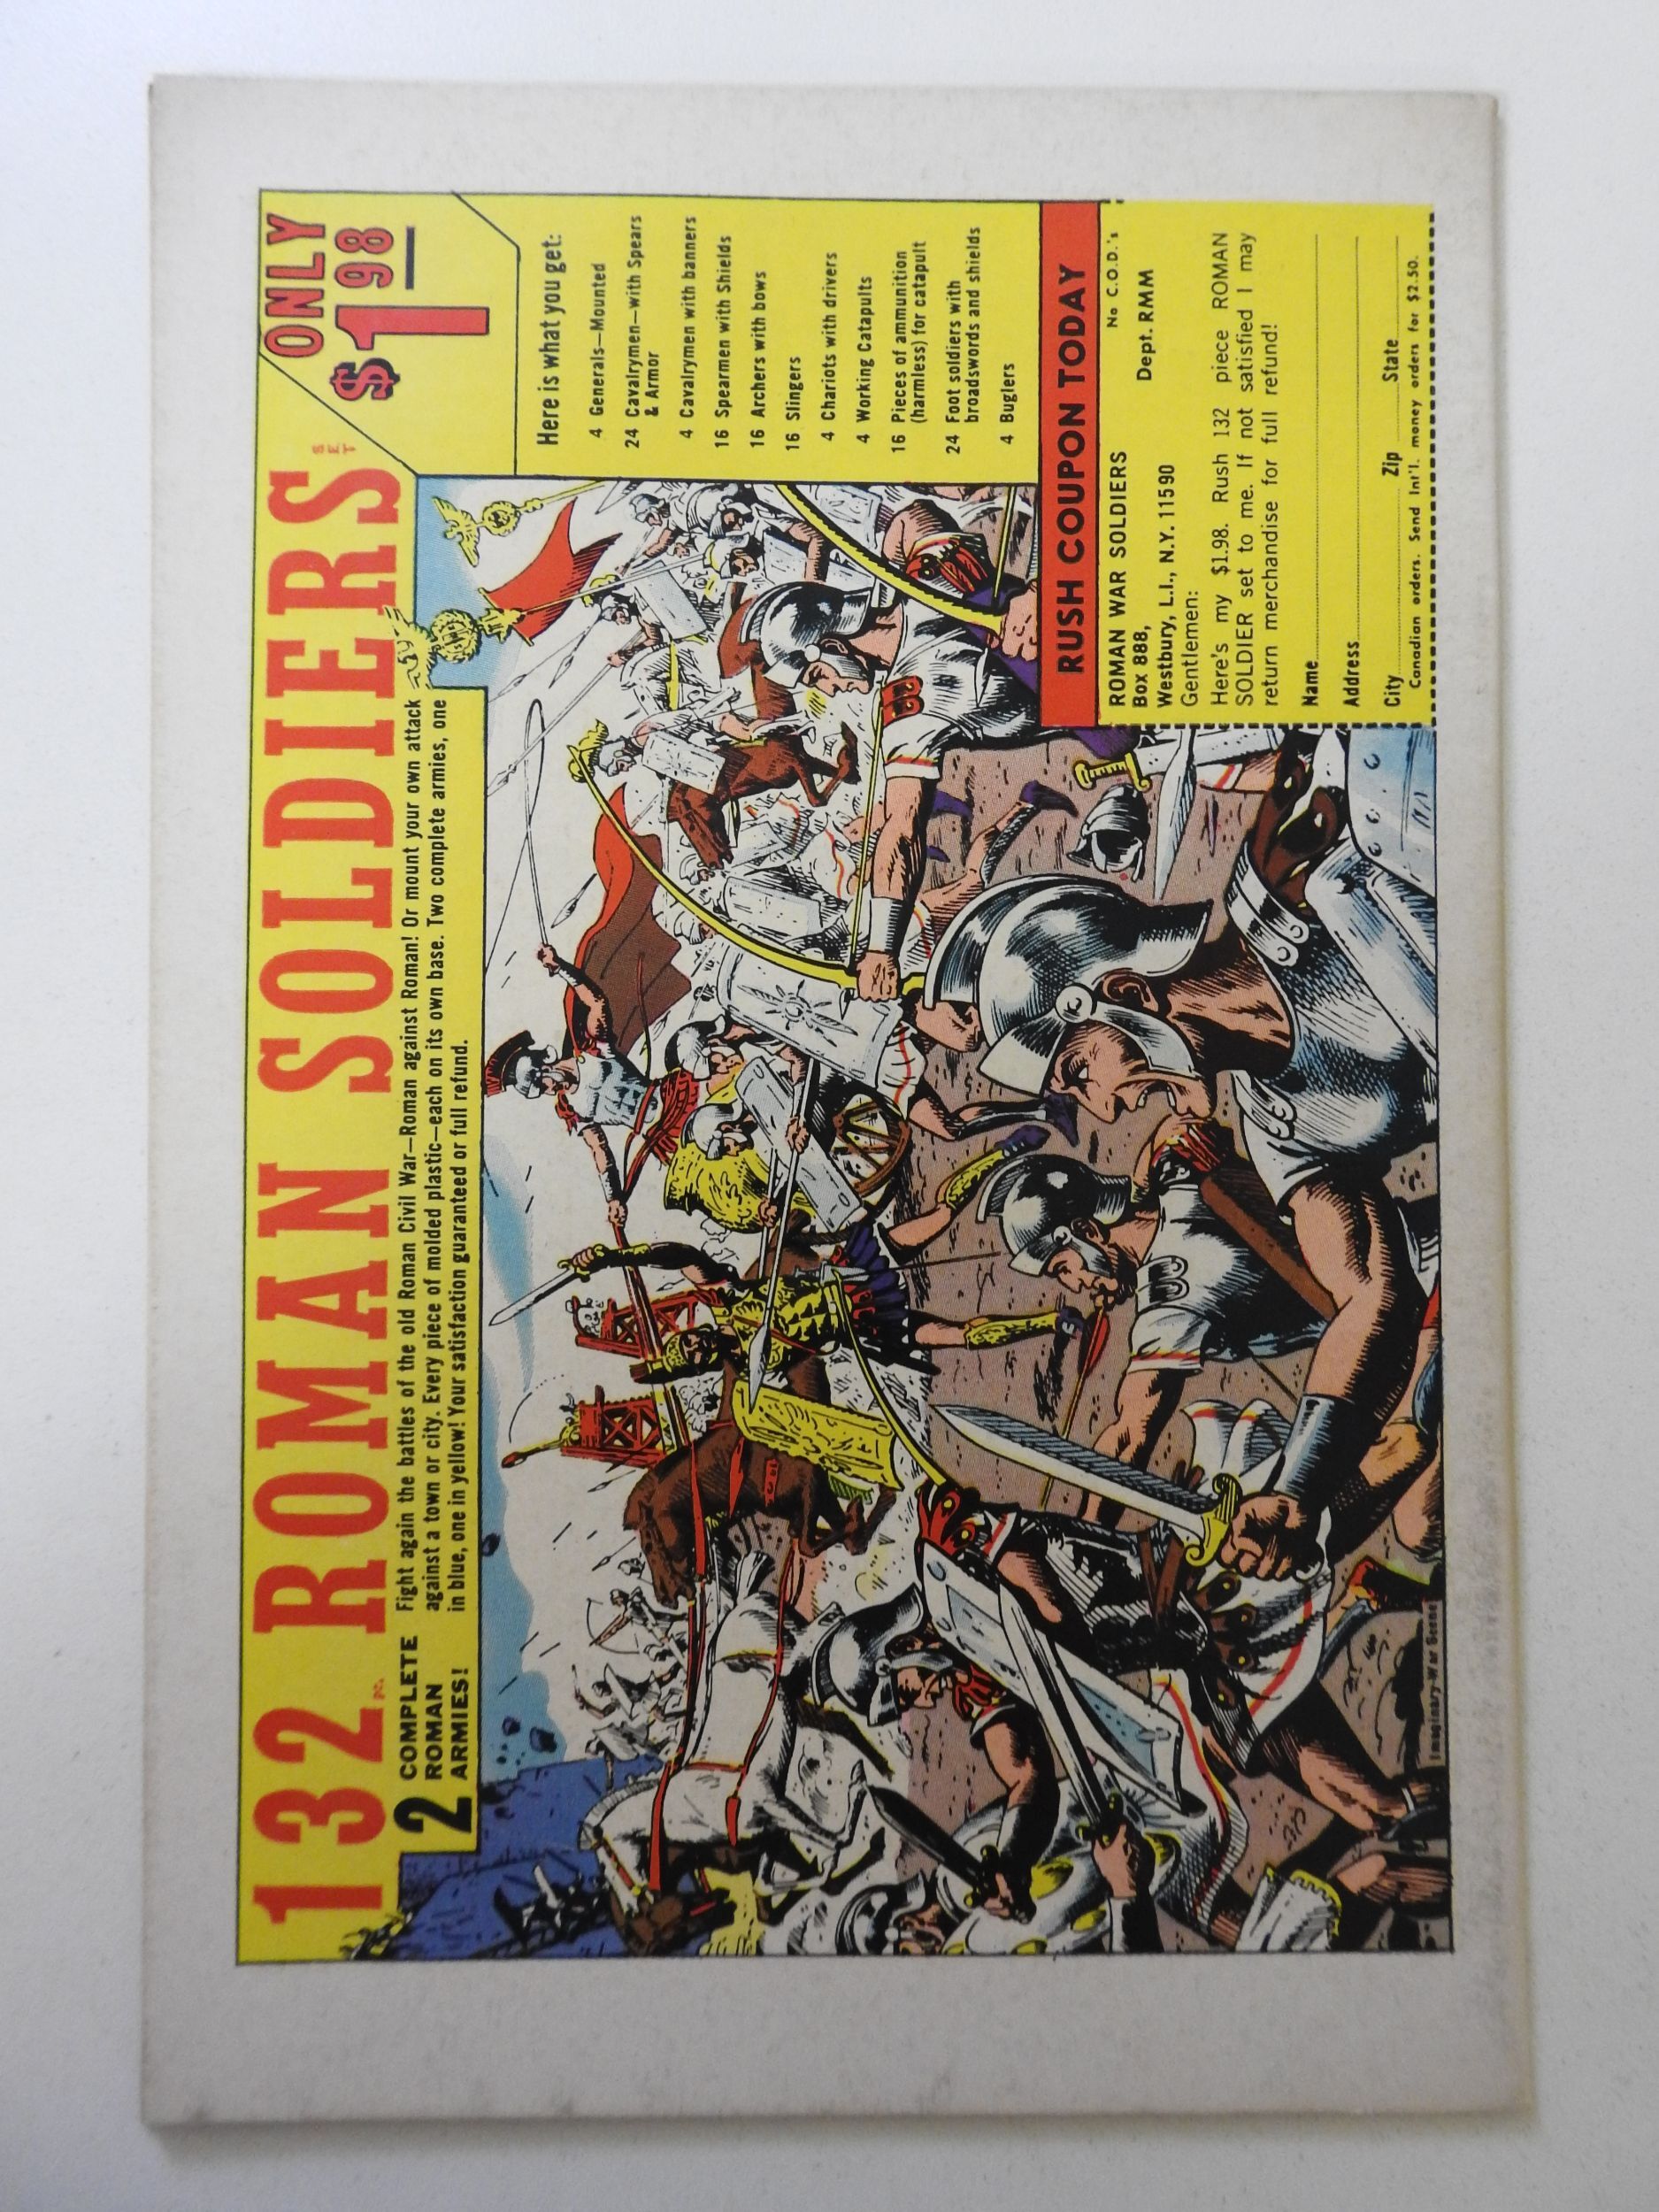 132 PC. ROMAN SOLDIERS SET
ONLY
$1 98
2 COMPLETE
ROMAN
ARMIES!
Fight again the battles of the old Roman Civil War—Roman against Roman! Or mount your own attack
against a town or city. Every piece of molded plastic—each on its own base. Two complete armies, one
in blue, one in yellow! Your satisfaction guaranteed or full refund.
Here is what you get:
4 Generals—Mounted
24 Cavalrymen—with Spears
& Armor
4 Cavalrymen with banners
16 Spearmen with Shields
16 Archers with bows
16 Slingers
4 Chariots with drivers
4 Working Catapults
16 Pieces of ammunition
(harmless) for catapult
24 Foot soldiers with
broadswords and shields
4 Buglers
RUSH COUPON TODAY
ROMAN WAR SOLDIERS No C.O.D.'s
Box 888, Dept. RMM
Westbury, L.I., N.Y. 11590
Gentlemen:
Here's my $1.98. Rush 132 piece ROMAN
SOLDIER set to me. If not satisfied I may
return merchandise for full refund!
Name
Address
City Zip State
Canadian orders. Send Int'l. money orders for $2.50.
Imaginary War Scene